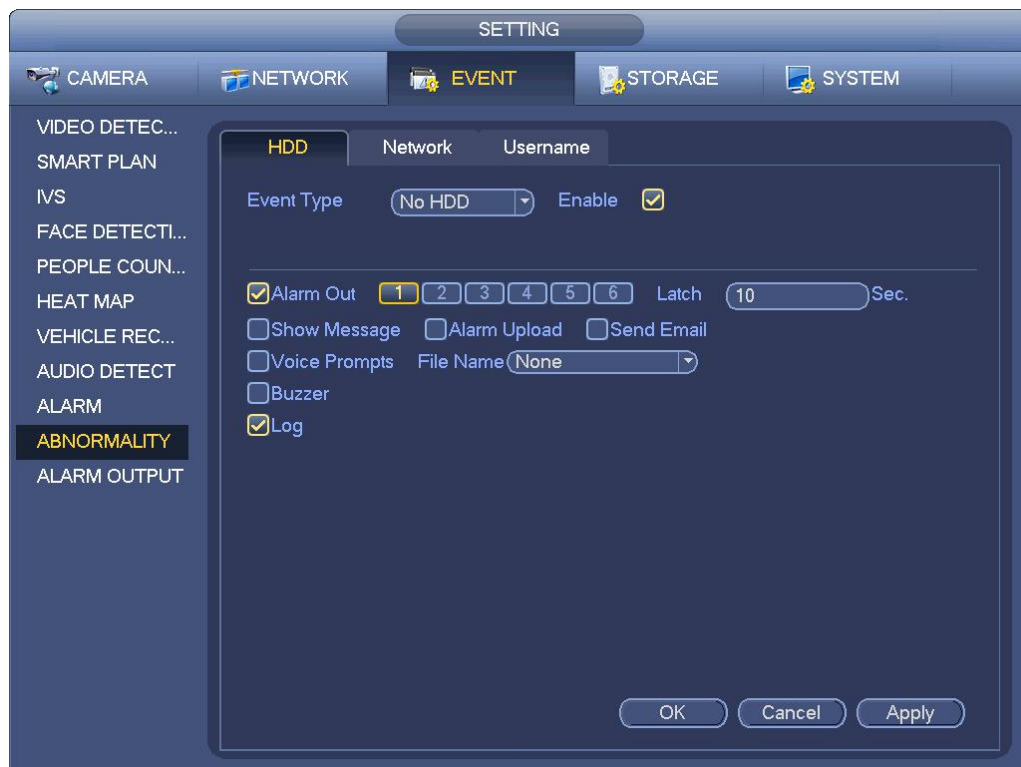 SETTING
CAMERA NETWORK EVENT STORAGE SYSTEM
VIDEO DETEC...
SMART PLAN
IVS
FACE DETECTI...
PEOPLE COUN...
HEAT MAP
VEHICLE REC...
AUDIO DETECT
ALARM
ABNORMALITY
ALARM OUTPUT
HDD Network Username
Event Type No HDD Enable
Alarm Out 1 2 3 4 5 6 Latch 10 Sec.
Show Message Alarm Upload Send Email
Voice Prompts File Name None
Buzzer
Log
OK Cancel Apply